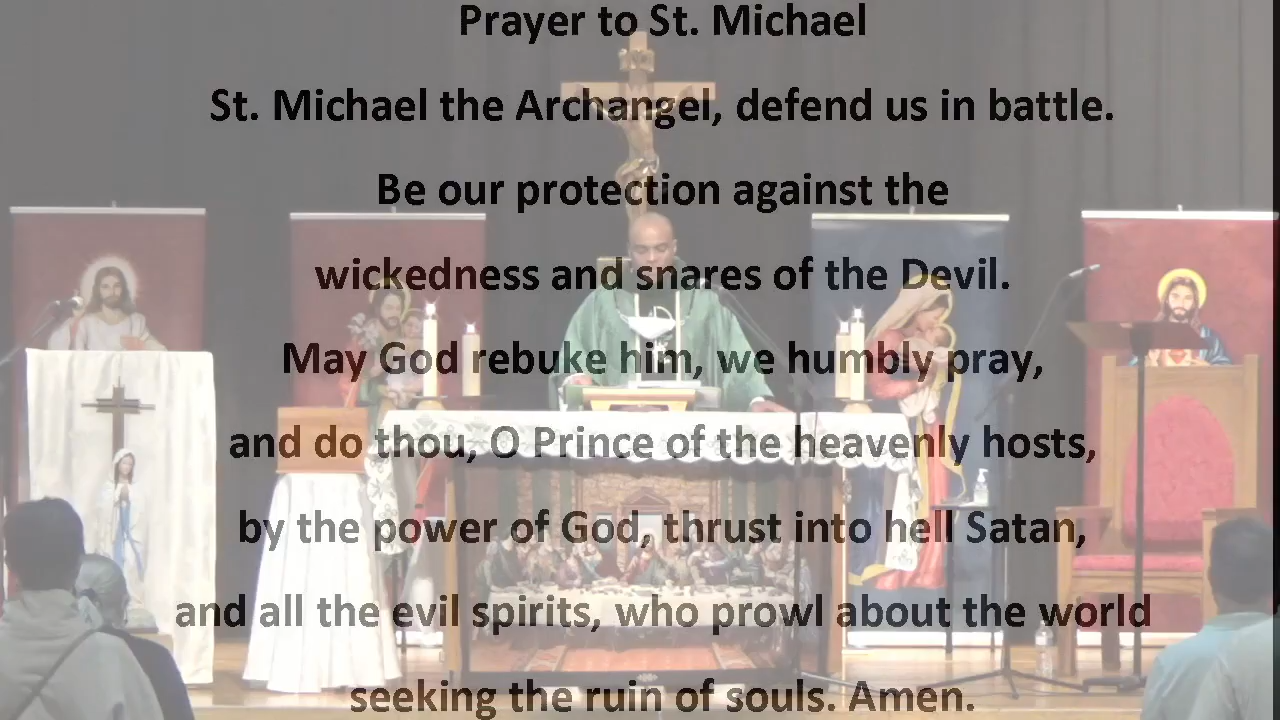 Prayer to St. Michael
St. Michael the Archangel, defend us in battle.
Be our protection against the
wickedness and snares of the Devil.
May God rebuke him, we humbly pray,
and do thou, O Prince of the heavenly hosts,
by the power of God, thrust into hell Satan,
and all the evil spirits, who prowl about the world
seeking the ruin of souls. Amen.